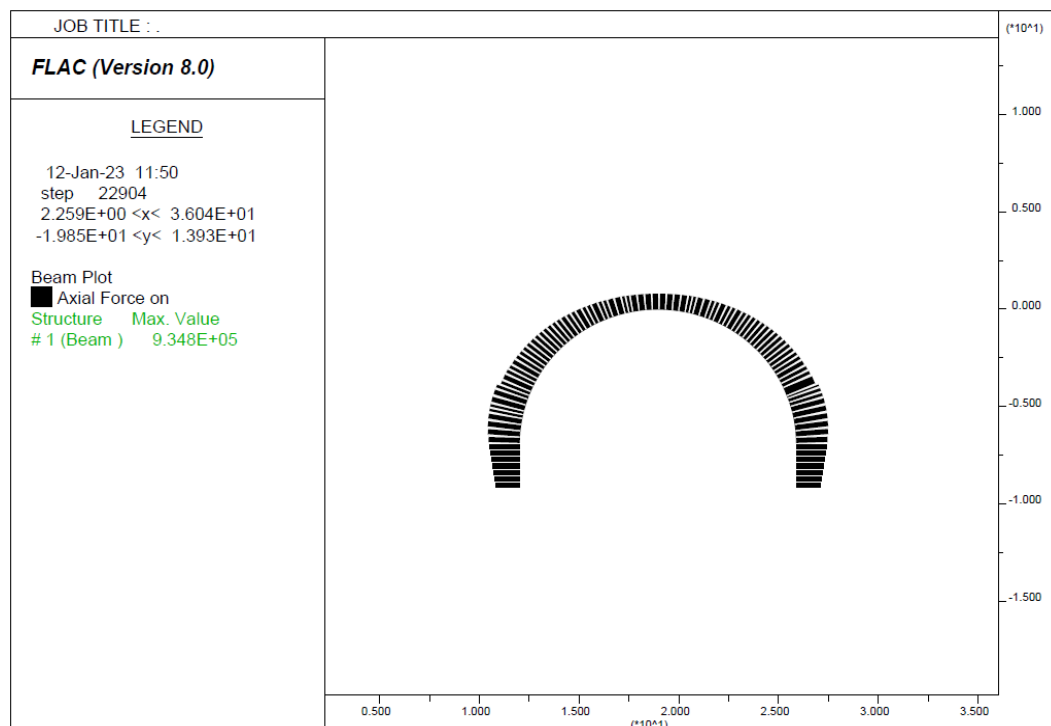 JOB TITLE : .
FLAC (Version 8.0)
LEGEND
12-Jan-23 11:50
step 22904
2.259E+00 <x< 3.604E+01
-1.985E+01 <y< 1.393E+01
Beam Plot
Axial Force on
Structure Max. Value
# 1 (Beam ) 9.348E+05
(*10^1)
1.000
0.500
0.000
-0.500
-1.000
-1.500
0.500 1.000 1.500 2.000 2.500 3.000 3.500
(*10^1)